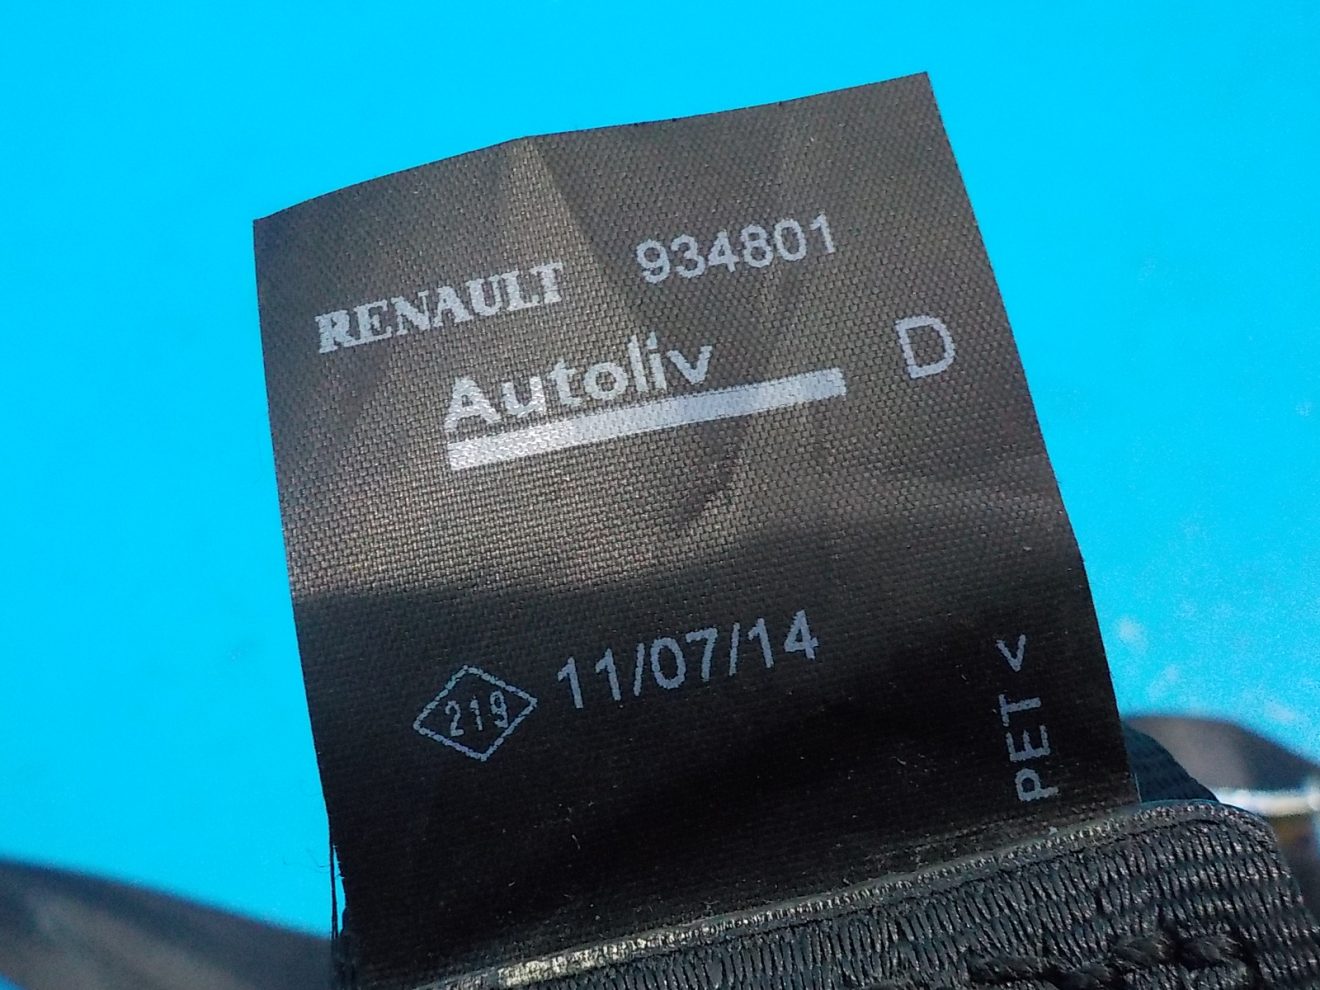 RENAULT 934801
Autoliv D
219 11/07/14
PET <